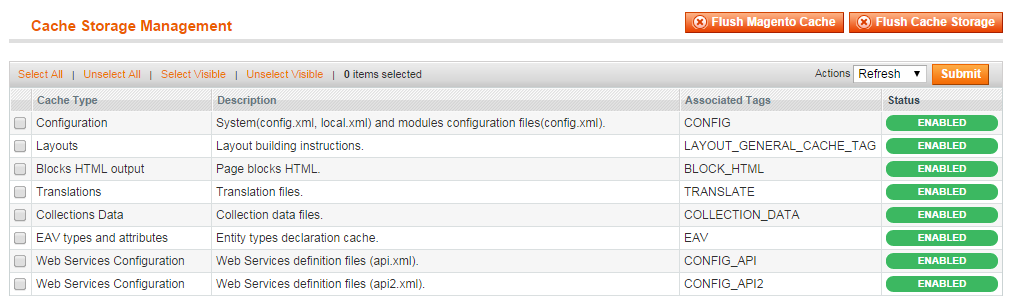 Cache Storage Management Flush Magento Cache Flush Cache Storage
Select All | Unselect All | Select Visible | Unselect Visible | 0 items selected Actions Refresh Submit
Cache Type Description Associated Tags Status
Configuration System(config.xml, local.xml) and modules configuration files(config.xml). CONFIG ENABLED
Layouts Layout building instructions. LAYOUT_GENERAL_CACHE_TAG ENABLED
Blocks HTML output Page blocks HTML. BLOCK_HTML ENABLED
Translations Translation files. TRANSLATE ENABLED
Collections Data Collection data files. COLLECTION_DATA ENABLED
EAV types and attributes Entity types declaration cache. EAV ENABLED
Web Services Configuration Web Services definition files (api.xml). CONFIG_API ENABLED
Web Services Configuration Web Services definition files (api2.xml). CONFIG_API2 ENABLED